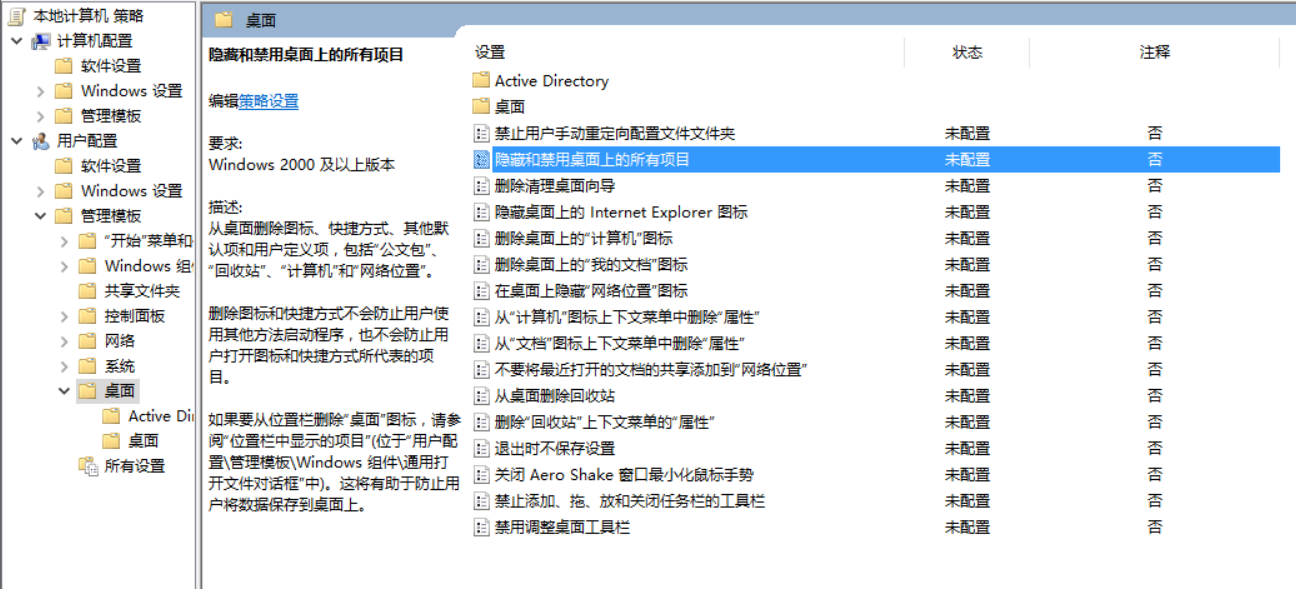 本地计算机 策略
计算机配置
软件设置
Windows 设置
管理模板
用户配置
软件设置
Windows 设置
管理模板
"开始"菜单和
Windows 组
共享文件夹
控制面板
网络
系统
桌面
Active Di
桌面
所有设置
桌面
隐藏和禁用桌面上的所有项目
编辑策略设置
要求:
Windows 2000 及以上版本
描述:
从桌面删除图标、快捷方式、其他默
认项和用户定义项，包括"公文包"、
"回收站"、"计算机"和"网络位置"。
删除图标和快捷方式不会防止用户使
用其他方法启动程序，也不会防止用
户打开图标和快捷方式所代表的项
目。
如果要从位置栏删除"桌面"图标，请参
阅"位置栏中显示的项目"(位于"用户配
置\管理模板\Windows 组件\通用打
开文件对话框"中)。这将有助于防止用
户将数据保存到桌面上。
设置 状态 注释
Active Directory
桌面
禁止用户手动重定向配置文件文件夹 未配置 否
隐藏和禁用桌面上的所有项目 未配置 否
删除清理桌面向导 未配置 否
隐藏桌面上的 Internet Explorer 图标 未配置 否
删除桌面上的"计算机"图标 未配置 否
删除桌面上的"我的文档"图标 未配置 否
在桌面上隐藏"网络位置"图标 未配置 否
从"计算机"图标上下文菜单中删除"属性" 未配置 否
从"文档"图标上下文菜单中删除"属性" 未配置 否
不要将最近打开的文档的共享添加到"网络位置" 未配置 否
从桌面删除回收站 未配置 否
删除"回收站"上下文菜单的"属性" 未配置 否
退出时不保存设置 未配置 否
关闭 Aero Shake 窗口最小化鼠标手势 未配置 否
禁止添加、拖、放和关闭任务栏的工具栏 未配置 否
禁用调整桌面工具栏 未配置 否